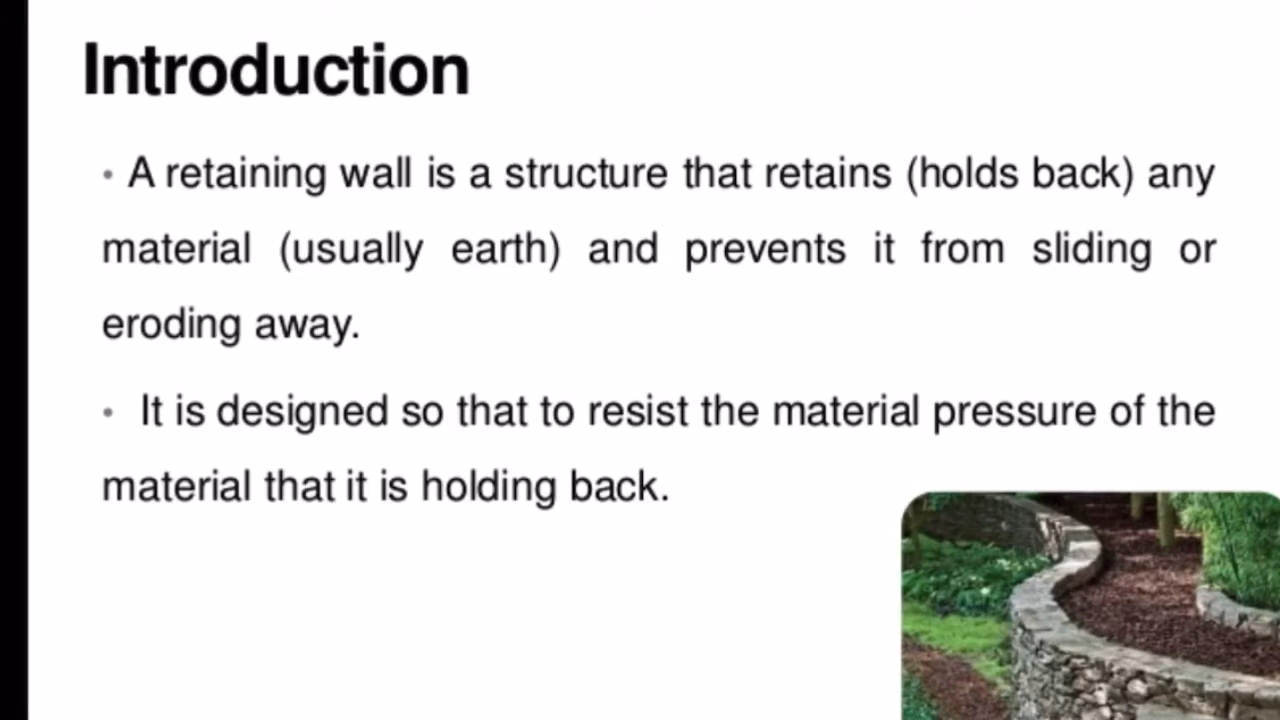 Introduction
• A retaining wall is a structure that retains (holds back) any
material (usually earth) and prevents it from sliding or
eroding away.
• It is designed so that to resist the material pressure of the
material that it is holding back.